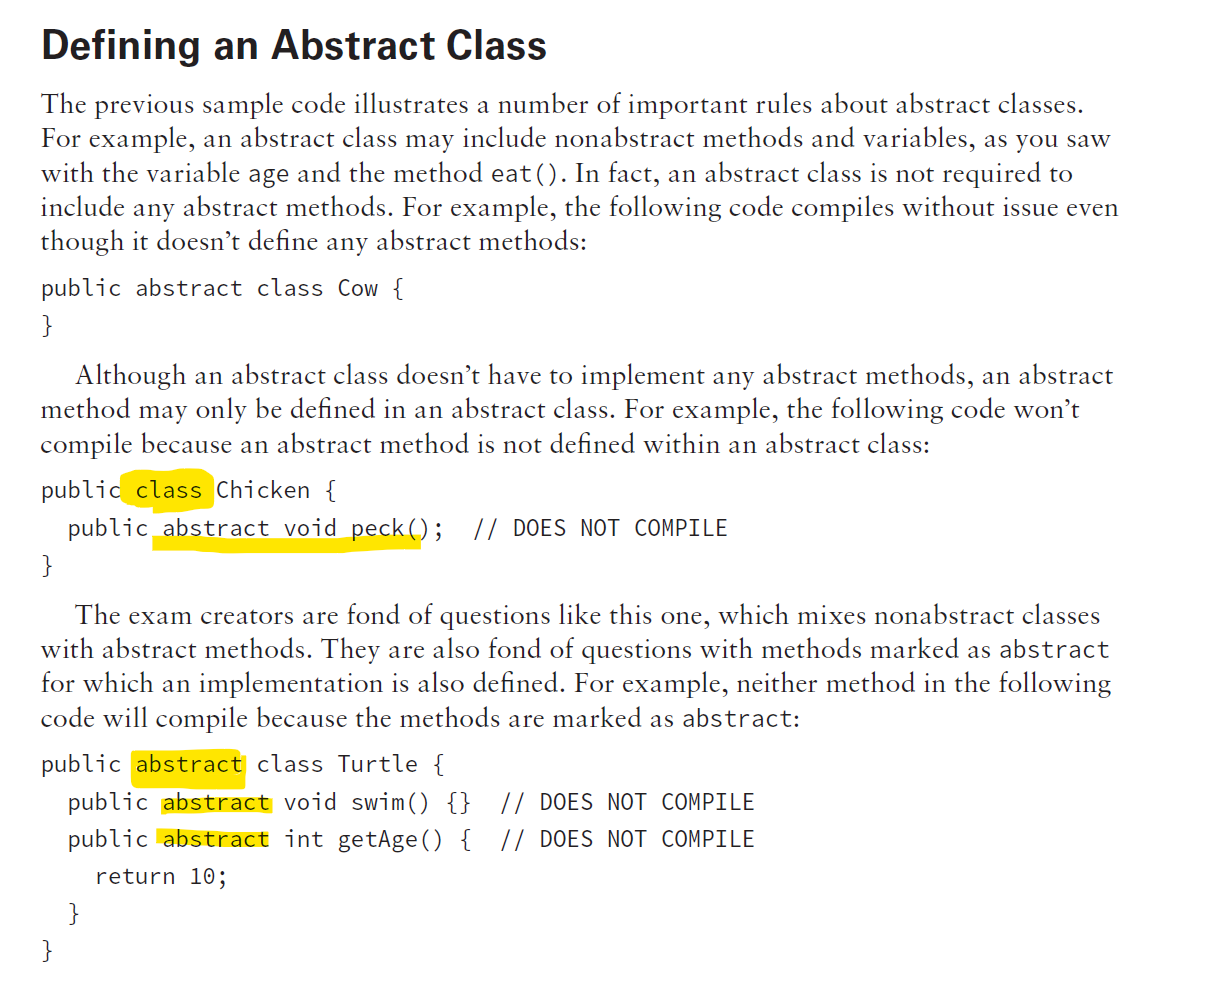 Defining an Abstract Class
The previous sample code illustrates a number of important rules about abstract classes.
For example, an abstract class may include nonabstract methods and variables, as you saw
with the variable age and the method eat(). In fact, an abstract class is not required to
include any abstract methods. For example, the following code compiles without issue even
though it doesn’t define any abstract methods:
public abstract class Cow {
}
Although an abstract class doesn’t have to implement any abstract methods, an abstract
method may only be defined in an abstract class. For example, the following code won’t
compile because an abstract method is not defined within an abstract class:
public class Chicken {
  public abstract void peck();  // DOES NOT COMPILE
}
The exam creators are fond of questions like this one, which mixes nonabstract classes
with abstract methods. They are also fond of questions with methods marked as abstract
for which an implementation is also defined. For example, neither method in the following
code will compile because the methods are marked as abstract:
public abstract class Turtle {
  public abstract void swim() {}  // DOES NOT COMPILE
  public abstract int getAge() {  // DOES NOT COMPILE
    return 10;
  }
}